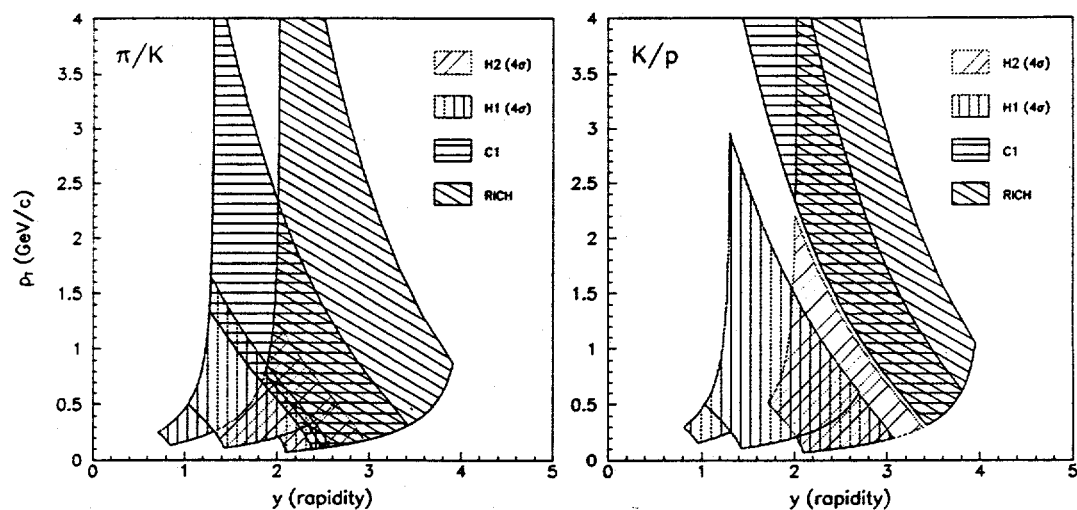 π/K
H2 (4σ)
H1 (4σ)
C1
RICH
4
3.5
3
2.5
2
1.5
1
0.5
0
0 1 2 3 4 5
p_T (GeV/c)
y (rapidity)
K/p
H2 (4σ)
H1 (4σ)
C1
RICH
4
3.5
3
2.5
2
1.5
1
0.5
0
0 1 2 3 4 5
y (rapidity)